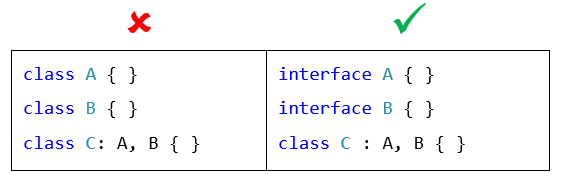 class A { }
class B { }
class C: A, B { }
interface A { }
interface B { }
class C : A, B { }